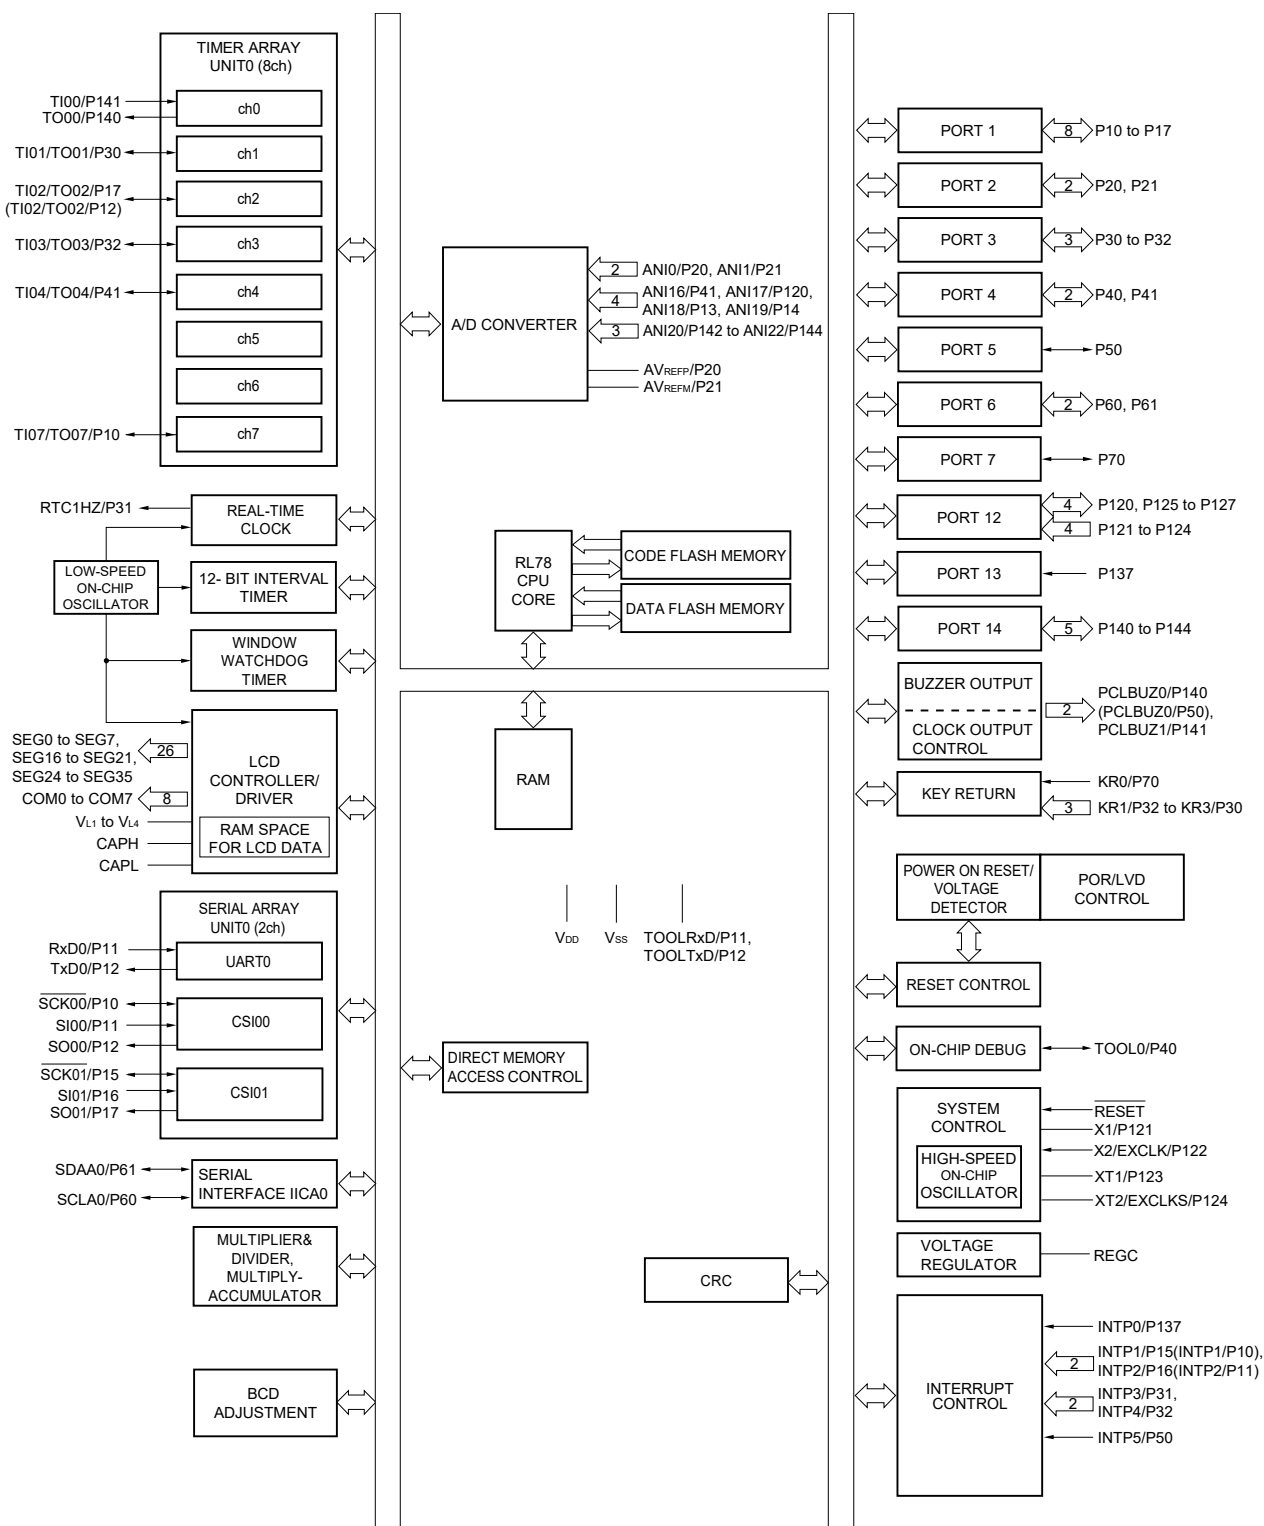 TIMER ARRAY
UNIT0 (8ch)
TI00/P141
TO00/P140
ch0
TI01/TO01/P30
ch1
TI02/TO02/P17
(TI02/TO02/P12)
ch2
TI03/TO03/P32
ch3
TI04/TO04/P41
ch4
ch5
ch6
TI07/TO07/P10
ch7
RTC1HZ/P31
REAL-TIME
CLOCK
LOW-SPEED
ON-CHIP
OSCILLATOR
12- BIT INTERVAL
TIMER
WINDOW
WATCHDOG
TIMER
SEG0 to SEG7,
SEG16 to SEG21,
SEG24 to SEG35
26
COM0 to COM7
8
VL1 to VL4
CAPH
CAPL
LCD
CONTROLLER/
DRIVER
RAM SPACE
FOR LCD DATA
SERIAL ARRAY
UNIT0 (2ch)
RxD0/P11
TxD0/P12
UART0
SCK00/P10
SI00/P11
SO00/P12
CSI00
SCK01/P15
SI01/P16
SO01/P17
CSI01
SDAA0/P61
SCLA0/P60
SERIAL
INTERFACE IICA0
MULTIPLIER&
DIVIDER,
MULTIPLY-
ACCUMULATOR
BCD
ADJUSTMENT
A/D CONVERTER
2
ANI0/P20, ANI1/P21
4
ANI16/P41, ANI17/P120,
ANI18/P13, ANI19/P14
3
ANI20/P142 to ANI22/P144
AVREFP/P20
AVREFM/P21
RL78
CPU
CORE
CODE FLASH MEMORY
DATA FLASH MEMORY
RAM
VDD
VSS
TOOLRxD/P11,
TOOLTxD/P12
DIRECT MEMORY
ACCESS CONTROL
CRC
PORT 1
8
P10 to P17
PORT 2
2
P20, P21
PORT 3
3
P30 to P32
PORT 4
2
P40, P41
PORT 5
P50
PORT 6
2
P60, P61
PORT 7
P70
PORT 12
4
P120, P125 to P127
4
P121 to P124
PORT 13
P137
PORT 14
5
P140 to P144
BUZZER OUTPUT
CLOCK OUTPUT
CONTROL
2
PCLBUZ0/P140
(PCLBUZ0/P50),
PCLBUZ1/P141
KEY RETURN
KR0/P70
3
KR1/P32 to KR3/P30
POWER ON RESET/
VOLTAGE
DETECTOR
POR/LVD
CONTROL
RESET CONTROL
ON-CHIP DEBUG
TOOL0/P40
SYSTEM
CONTROL
HIGH-SPEED
ON-CHIP
OSCILLATOR
RESET
X1/P121
X2/EXCLK/P122
XT1/P123
XT2/EXCLKS/P124
VOLTAGE
REGULATOR
REGC
INTERRUPT
CONTROL
INTP0/P137
2
INTP1/P15(INTP1/P10),
INTP2/P16(INTP2/P11)
2
INTP3/P31,
INTP4/P32
INTP5/P50